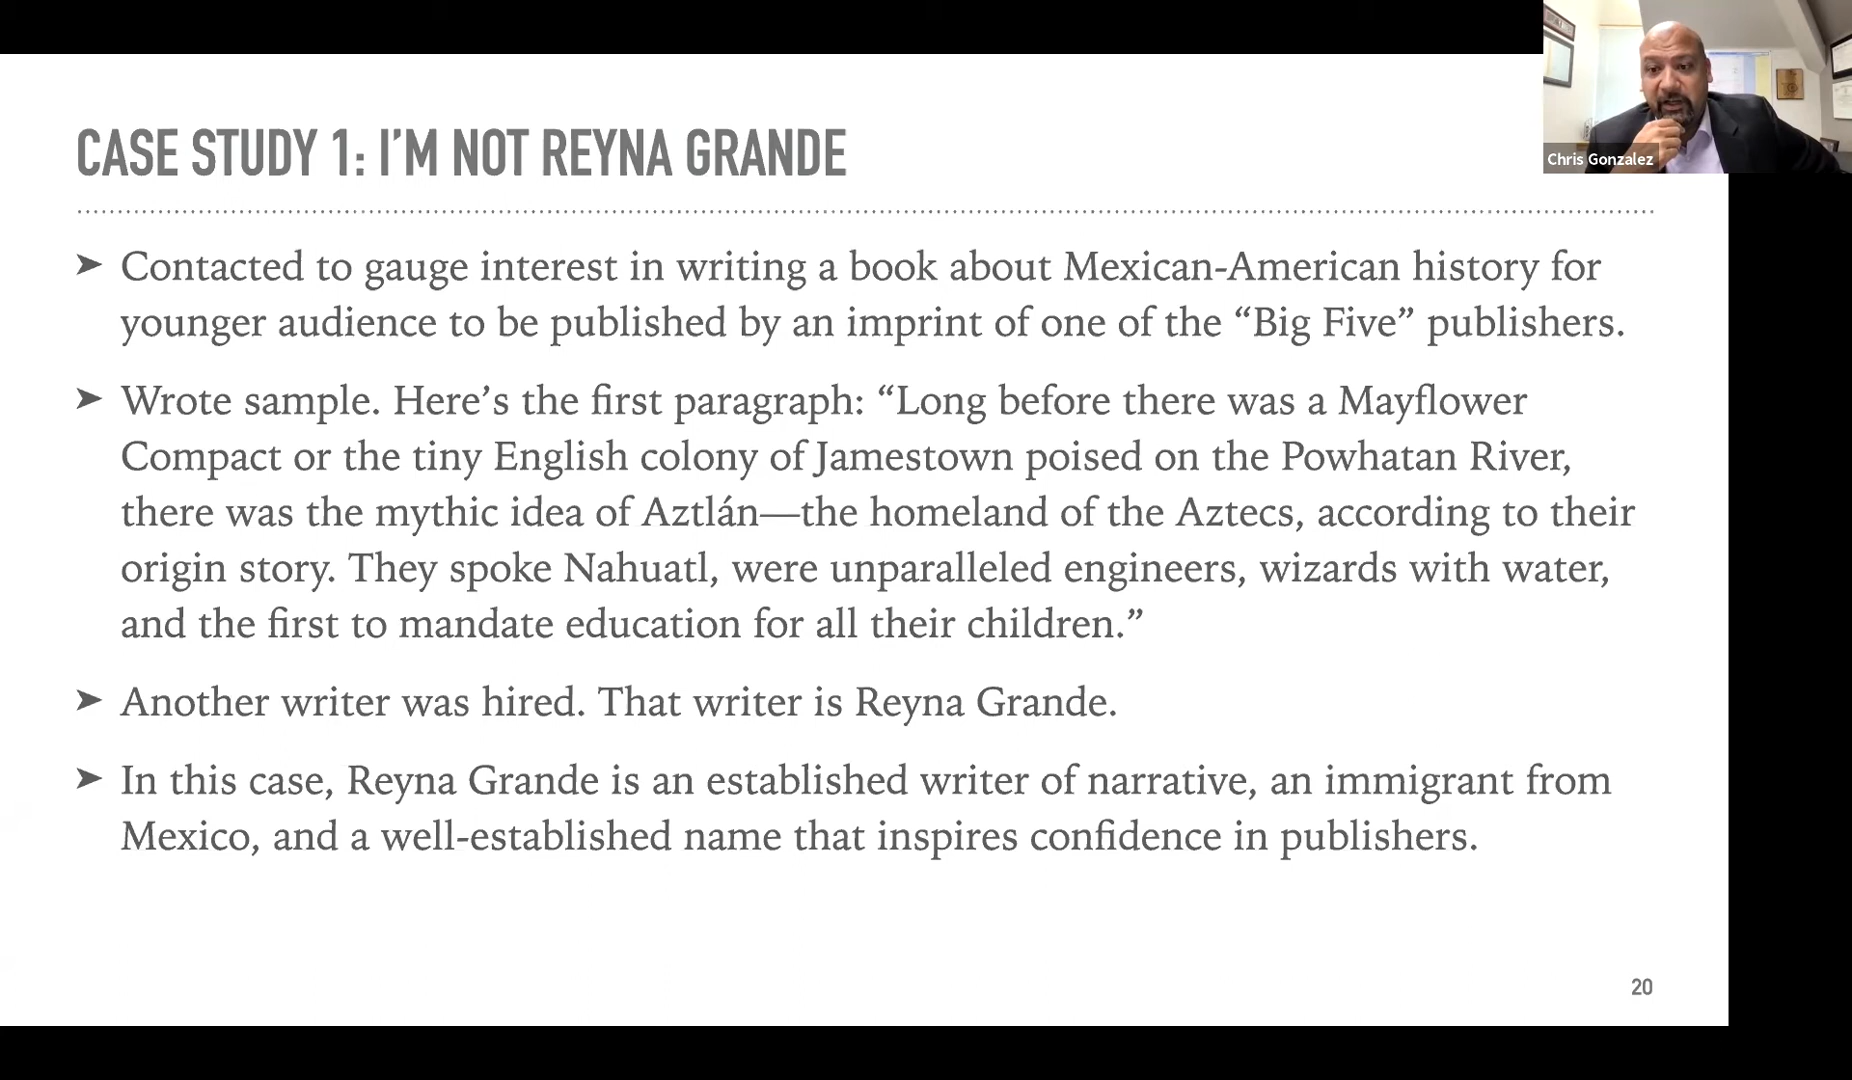 Chris Gonzalez
CASE STUDY 1: I’M NOT REYNA GRANDE
➤ Contacted to gauge interest in writing a book about Mexican-American history for
younger audience to be published by an imprint of one of the “Big Five” publishers.
➤ Wrote sample. Here’s the first paragraph: “Long before there was a Mayflower
Compact or the tiny English colony of Jamestown poised on the Powhatan River,
there was the mythic idea of Aztlán—the homeland of the Aztecs, according to their
origin story. They spoke Nahuatl, were unparalleled engineers, wizards with water,
and the first to mandate education for all their children.”
➤ Another writer was hired. That writer is Reyna Grande.
➤ In this case, Reyna Grande is an established writer of narrative, an immigrant from
Mexico, and a well-established name that inspires confidence in publishers.
20